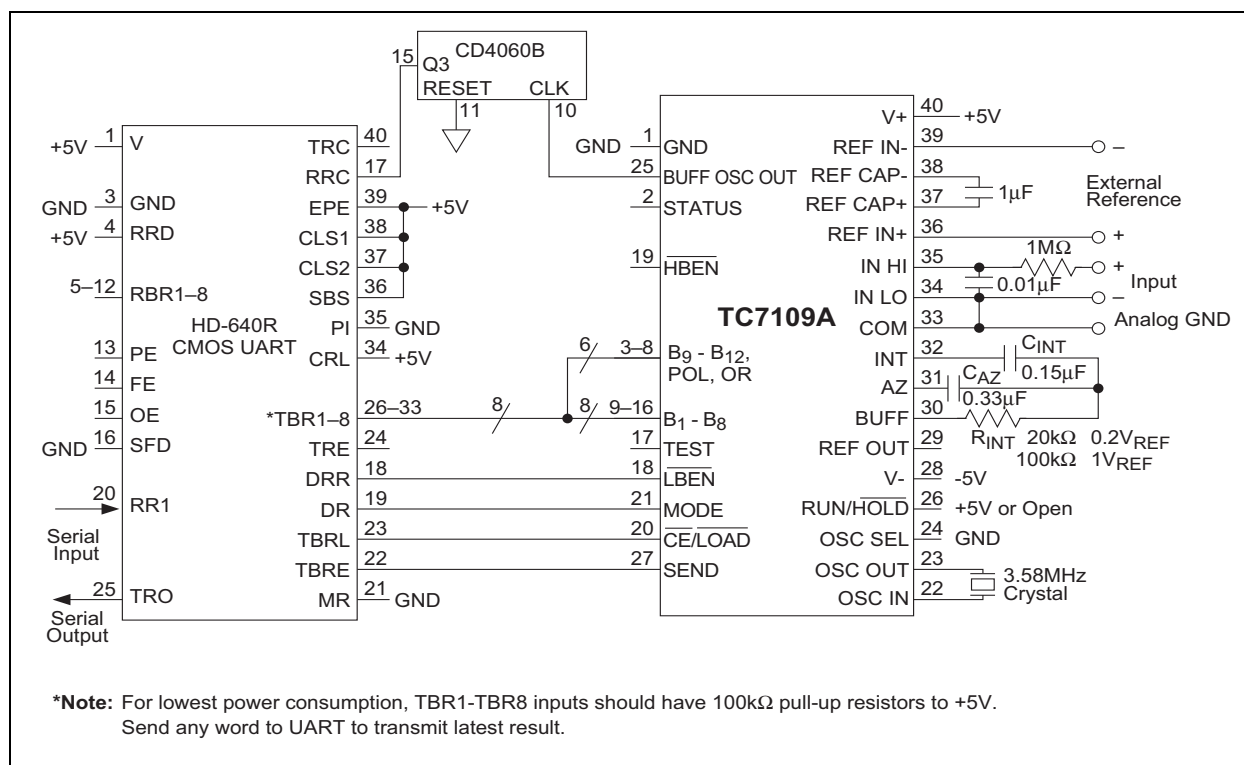 CD4060B
15 Q3
RESET CLK
11 10
HD-640R
CMOS UART
+5V 1 V
GND 3 GND
+5V 4 RRD
5–12 RBR1–8
13 PE
14 FE
15 OE
GND 16 SFD
20 RR1
Serial
Input
25 TRO
Serial
Output
TRC 40
RRC 17
EPE 39 +5V
CLS1 38
CLS2 37
SBS 36
PI 35 GND
CRL 34 +5V
*TBR1–8 26–33 8
TRE 24
DRR 18
DR 19
TBRL 23
TBRE 22
MR 21 GND
TC7109A
GND 1 GND
25 BUFF OSC OUT
2 STATUS
19 HBEN
6 3–8 B9 - B12,
POL, OR
8 9–16 B1 - B8
17 TEST
18 LBEN
21 MODE
20 CE/LOAD
27 SEND
V+ 40 +5V
REF IN- 39 –
REF CAP- 38
1µF
REF CAP+ 37
External
Reference
REF IN+ 36 +
1MΩ
IN HI 35 +
0.01µF
Input
IN LO 34 –
COM 33 Analog GND
INT 32 CINT
0.15µF
AZ 31 CAZ
0.33µF
BUFF 30
RINT 20kΩ 0.2VREF
100kΩ 1VREF
REF OUT 29
V- 28 -5V
RUN/HOLD 26 +5V or Open
OSC SEL 24 GND
OSC OUT 23
3.58MHz
Crystal
OSC IN 22
*Note: For lowest power consumption, TBR1-TBR8 inputs should have 100kΩ pull-up resistors to +5V.
Send any word to UART to transmit latest result.